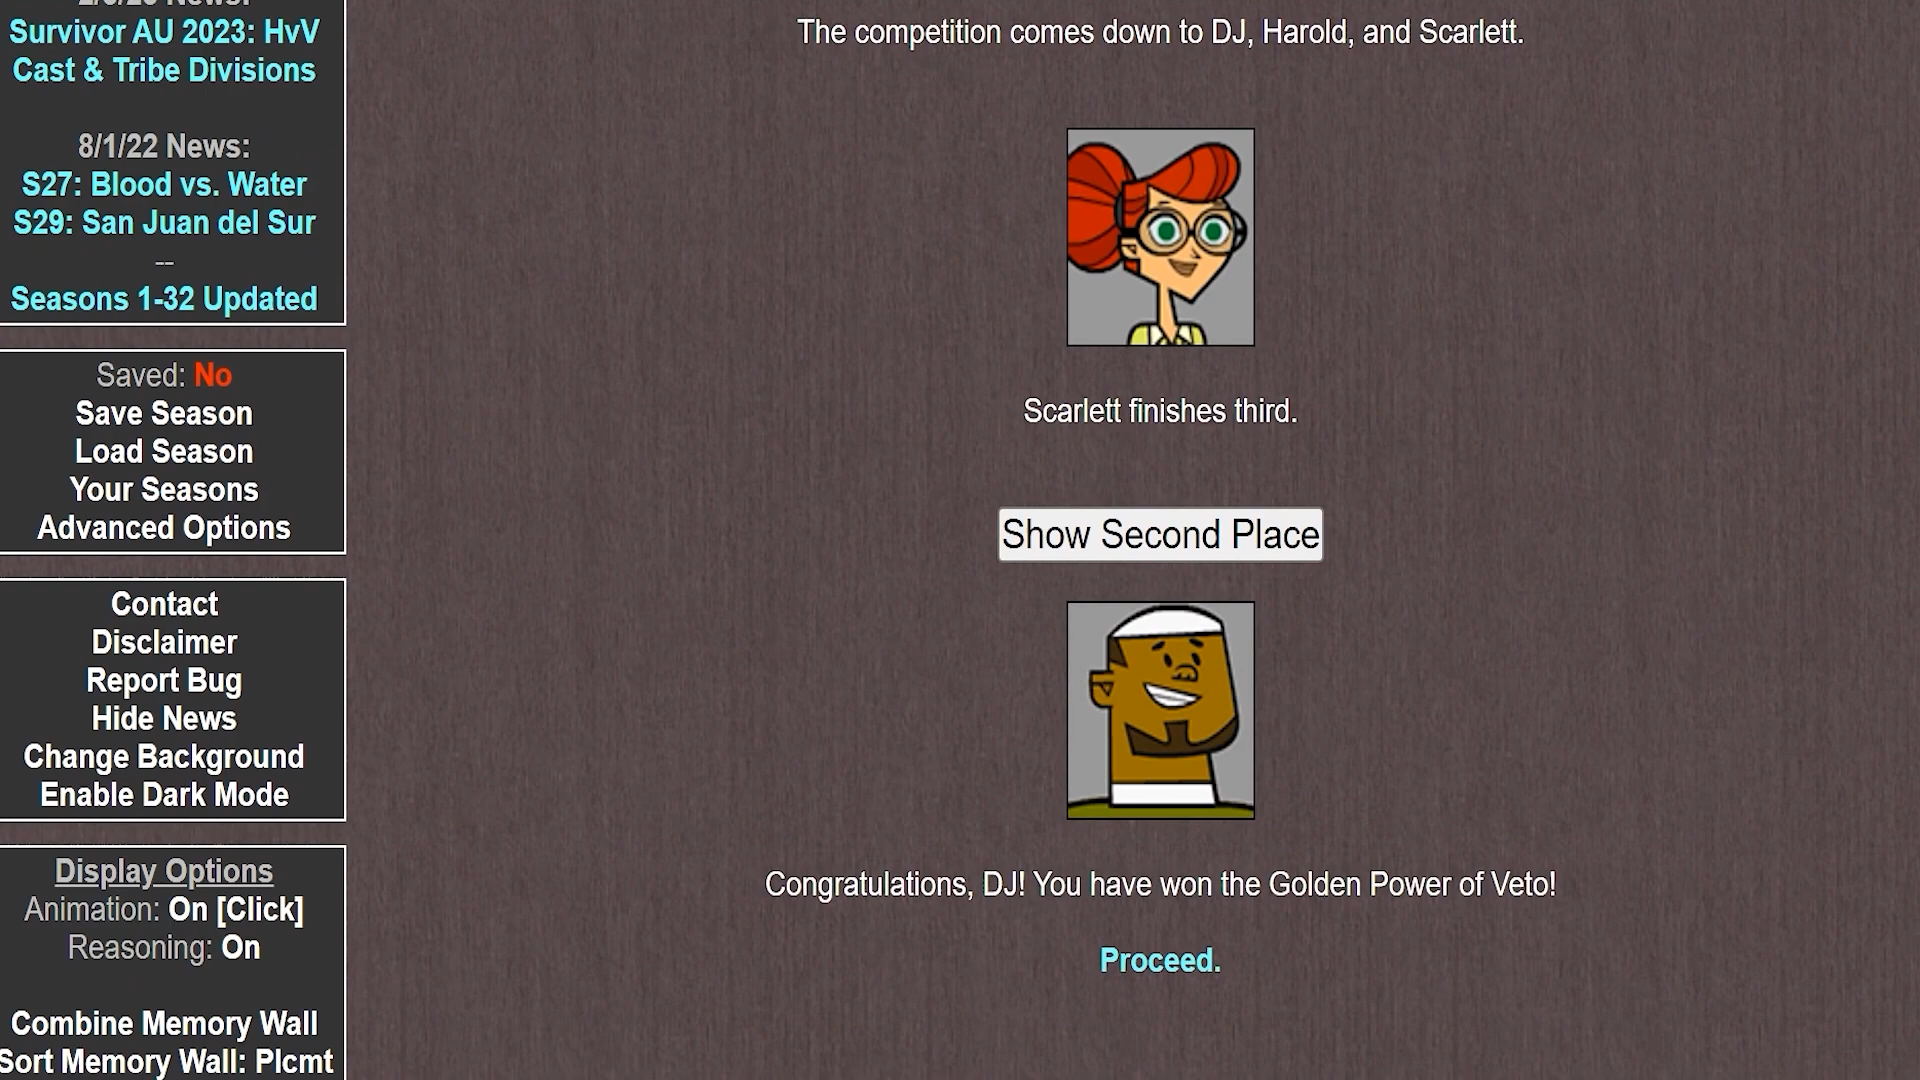 2/6/23 News:
Survivor AU 2023: HvV
Cast & Tribe Divisions
8/1/22 News:
S27: Blood vs. Water
S29: San Juan del Sur
--
Seasons 1-32 Updated
Saved: No
Save Season
Load Season
Your Seasons
Advanced Options
Contact
Disclaimer
Report Bug
Hide News
Change Background
Enable Dark Mode
Display Options
Animation: On [Click]
Reasoning: On
Combine Memory Wall
Sort Memory Wall: Plcmt
The competition comes down to DJ, Harold, and Scarlett.
Scarlett finishes third.
Show Second Place
Congratulations, DJ! You have won the Golden Power of Veto!
Proceed.